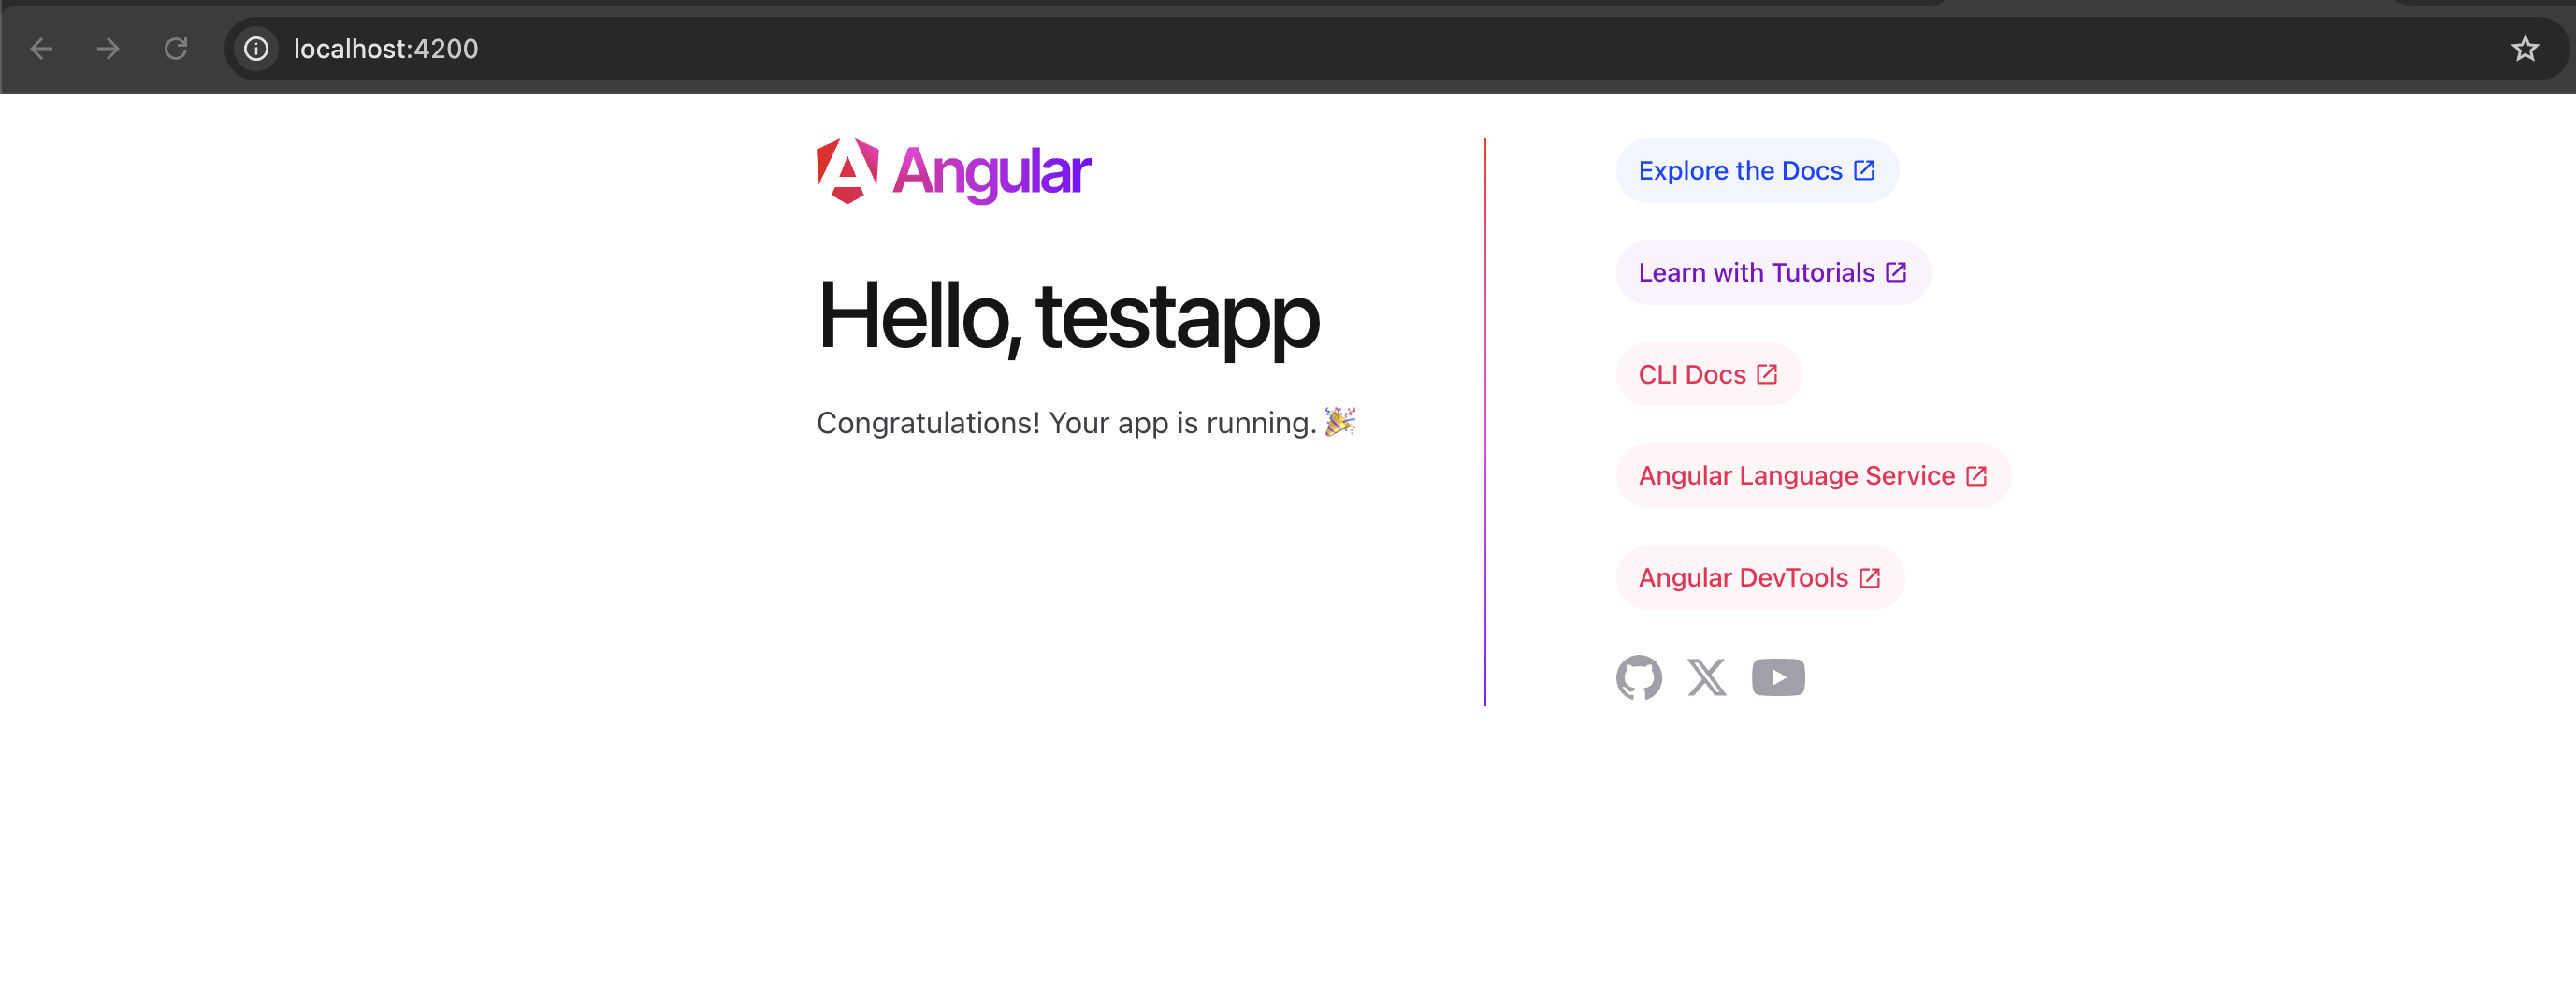 localhost:4200
Angular
Hello, testapp
Congratulations! Your app is running. 🎉
Explore the Docs
Learn with Tutorials
CLI Docs
Angular Language Service
Angular DevTools